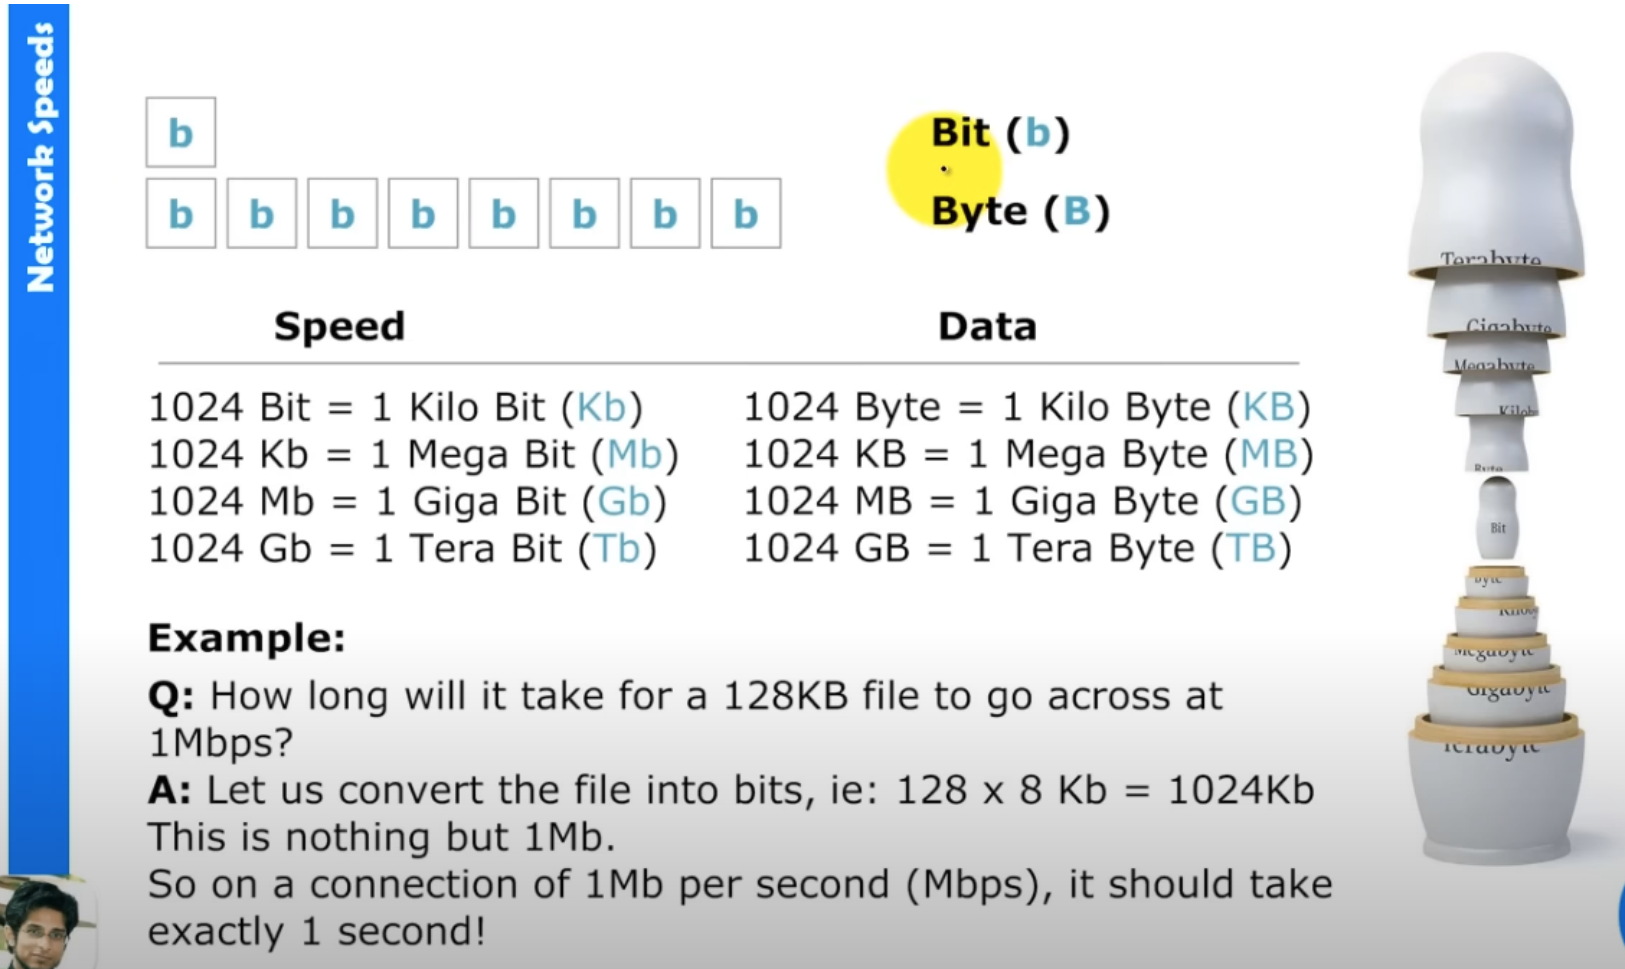 Network Speeds
b
b b b b b b b b
Bit (b)
Byte (B)
Speed
1024 Bit = 1 Kilo Bit (Kb)
1024 Kb = 1 Mega Bit (Mb)
1024 Mb = 1 Giga Bit (Gb)
1024 Gb = 1 Tera Bit (Tb)
Data
1024 Byte = 1 Kilo Byte (KB)
1024 KB = 1 Mega Byte (MB)
1024 MB = 1 Giga Byte (GB)
1024 GB = 1 Tera Byte (TB)
Example:
Q: How long will it take for a 128KB file to go across at
1Mbps?
A: Let us convert the file into bits, ie: 128 x 8 Kb = 1024Kb
This is nothing but 1Mb.
So on a connection of 1Mb per second (Mbps), it should take
exactly 1 second!
Terabyte
Gigabyte
Megabyte
Byte
Bit
Byte
Megabyte
Gigabyte
Terabyte